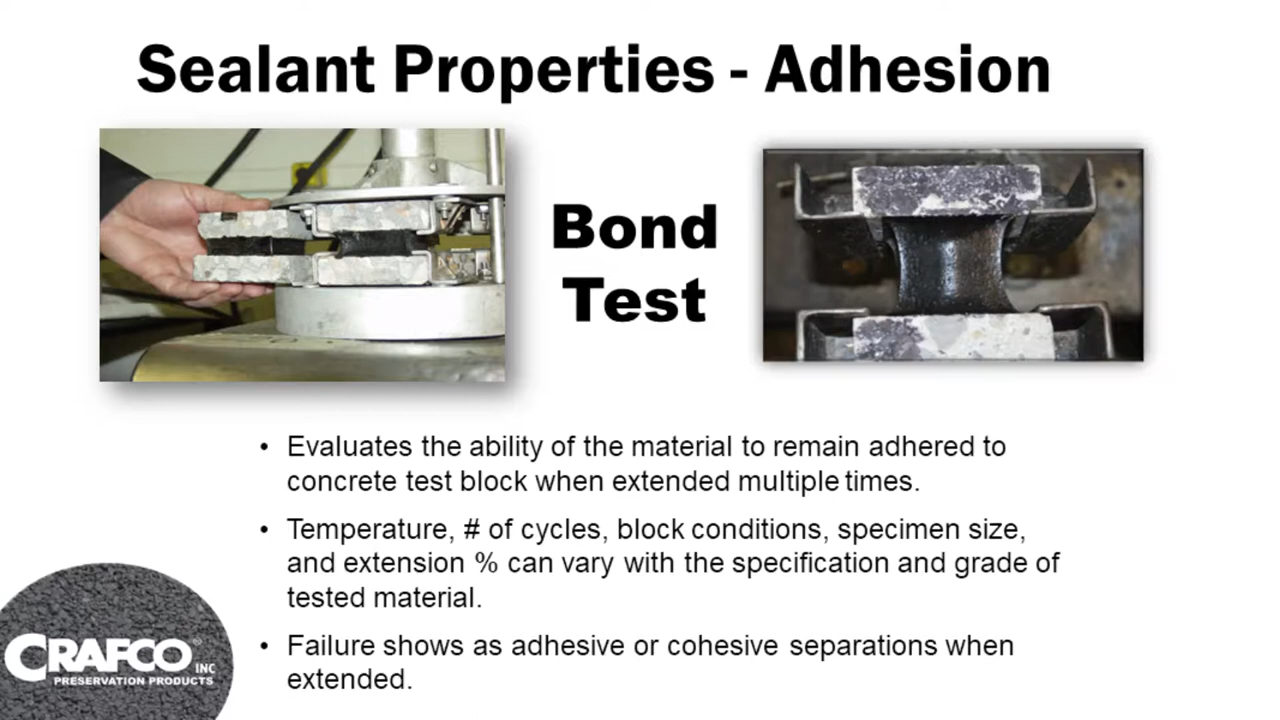 Sealant Properties - Adhesion
Bond
Test
• Evaluates the ability of the material to remain adhered to
concrete test block when extended multiple times.
• Temperature, # of cycles, block conditions, specimen size,
and extension % can vary with the specification and grade of
tested material.
• Failure shows as adhesive or cohesive separations when
extended.
CRAFCO® INC
PRESERVATION PRODUCTS